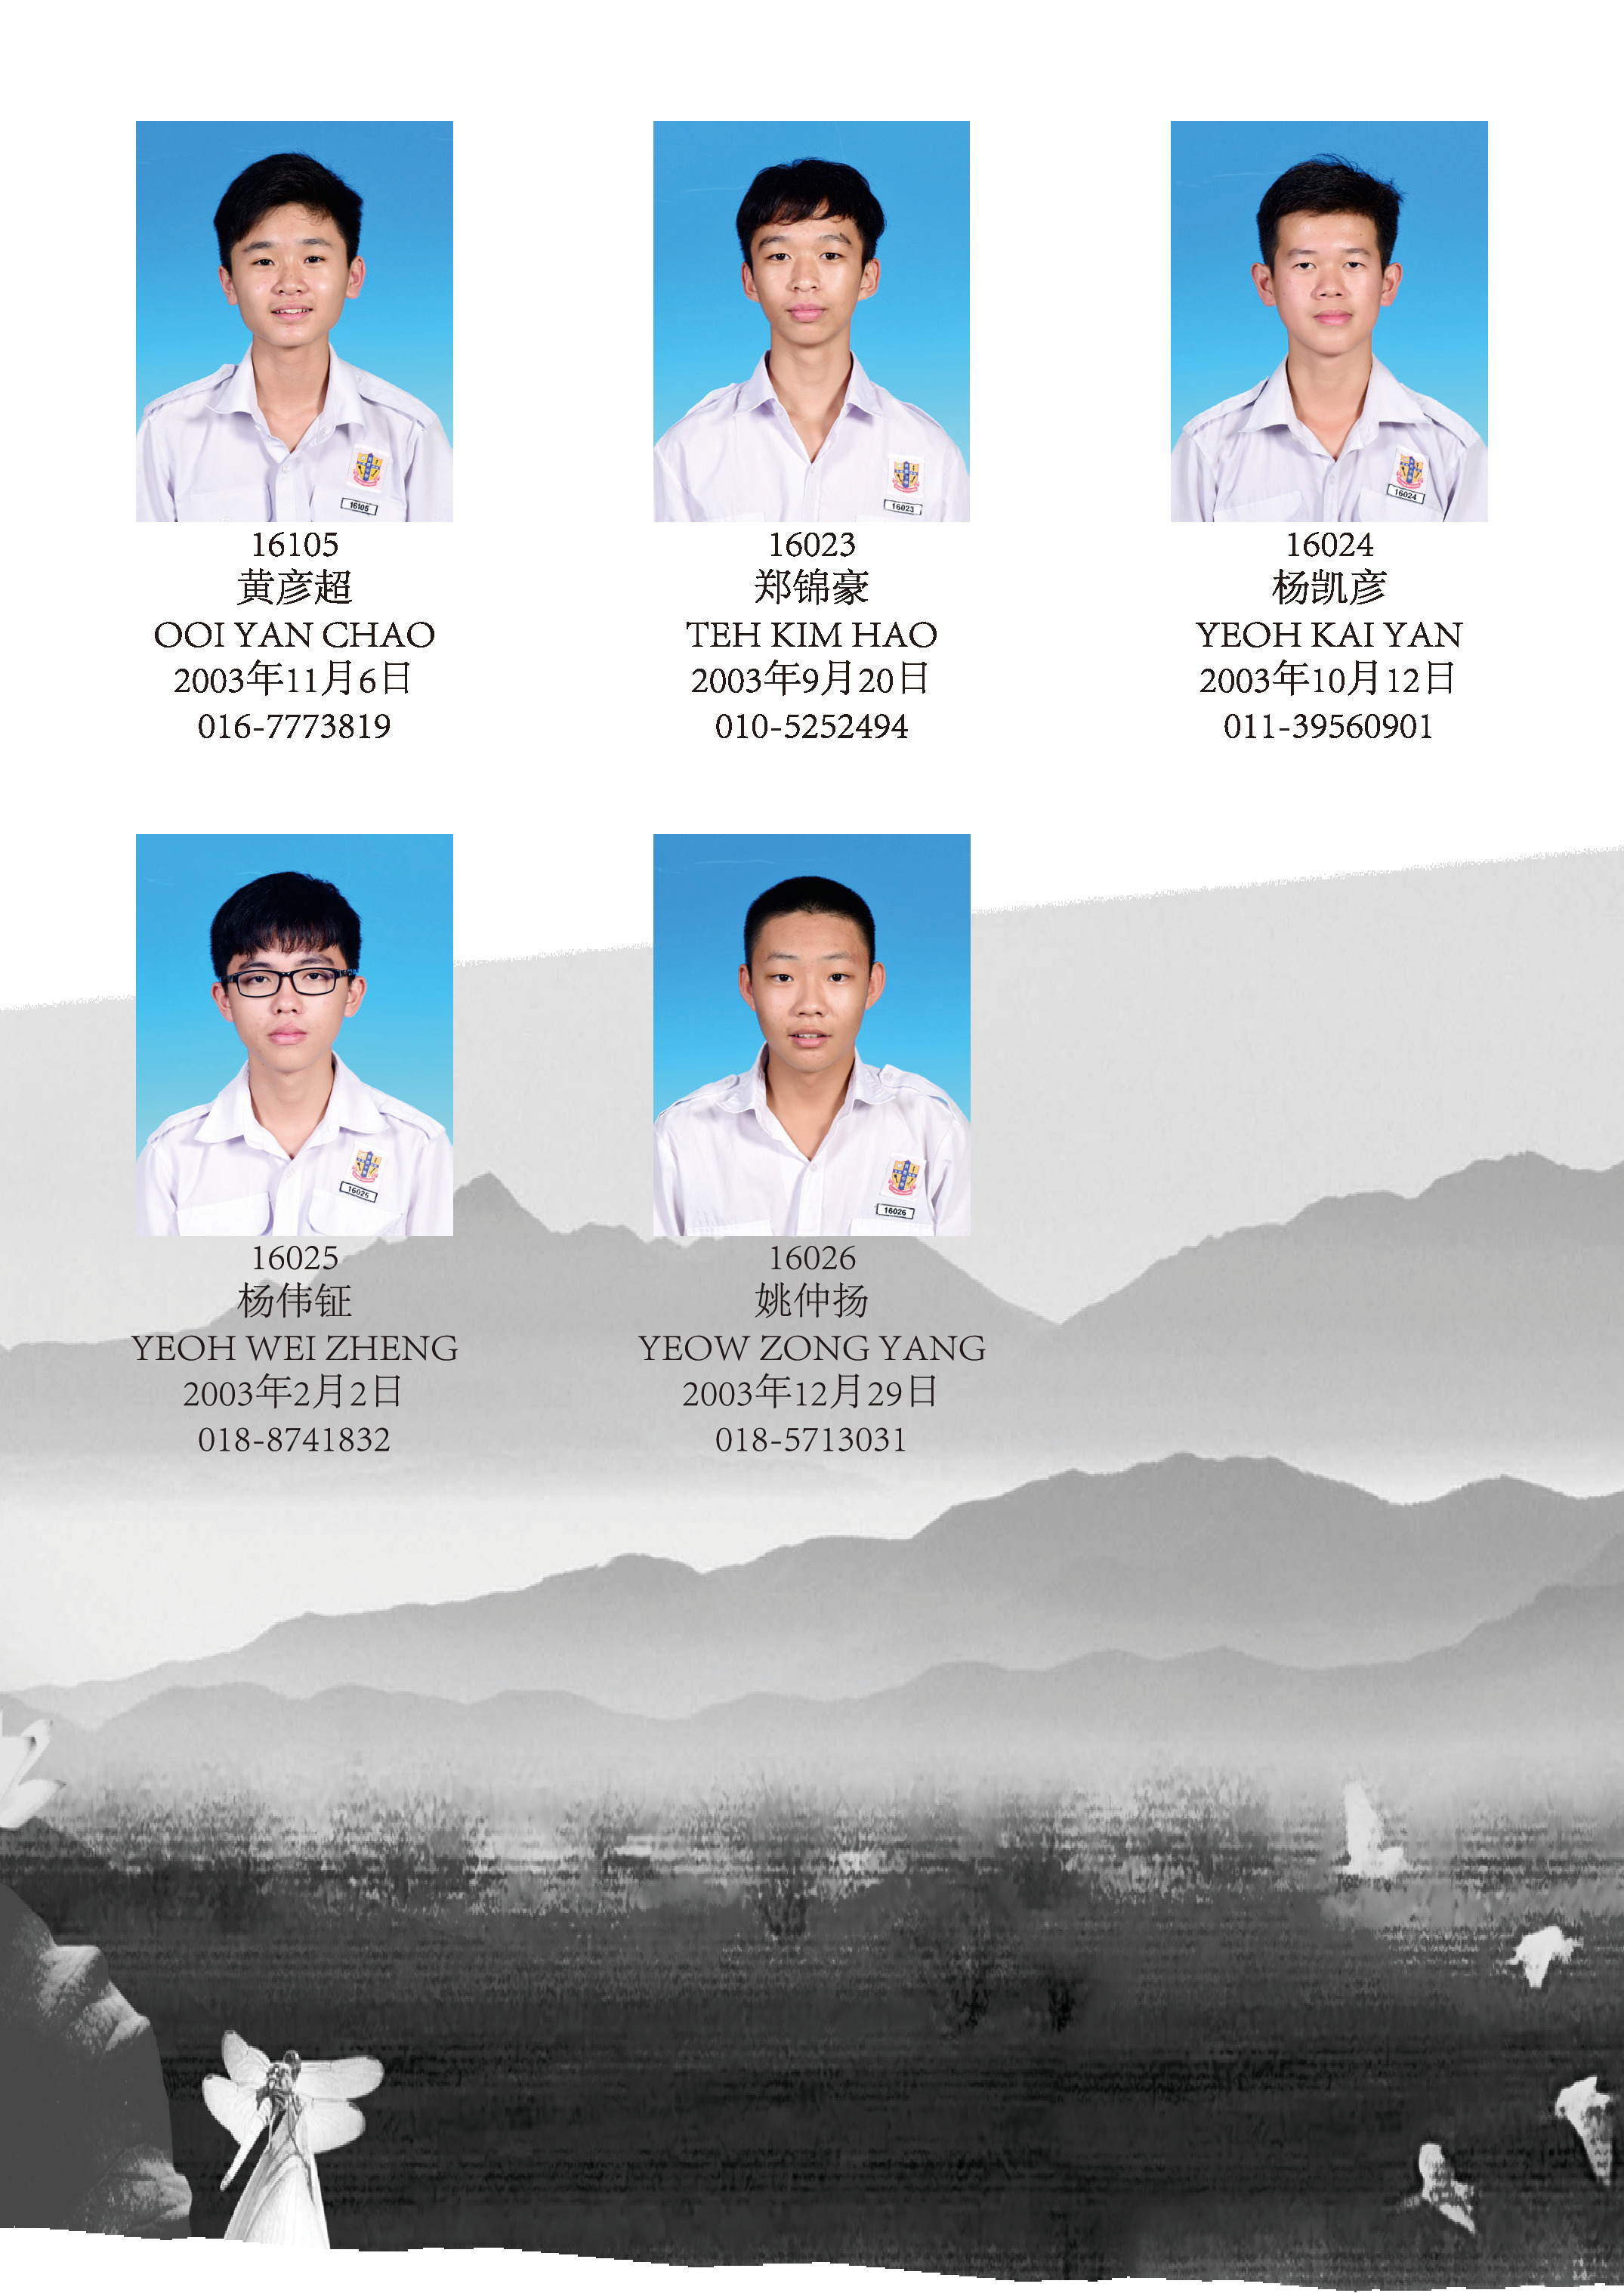 16105
黄彦超
OOI YAN CHAO
2003年11月6日
016-7773819
16023
郑锦豪
TEH KIM HAO
2003年9月20日
010-5252494
16024
杨凯彦
YEOH KAI YAN
2003年10月12日
011-39560901
16025
杨伟钲
YEOH WEI ZHENG
2003年2月2日
018-8741832
16026
姚仲扬
YEOW ZONG YANG
2003年12月29日
018-5713031
16105
16023
16024
16025
16026